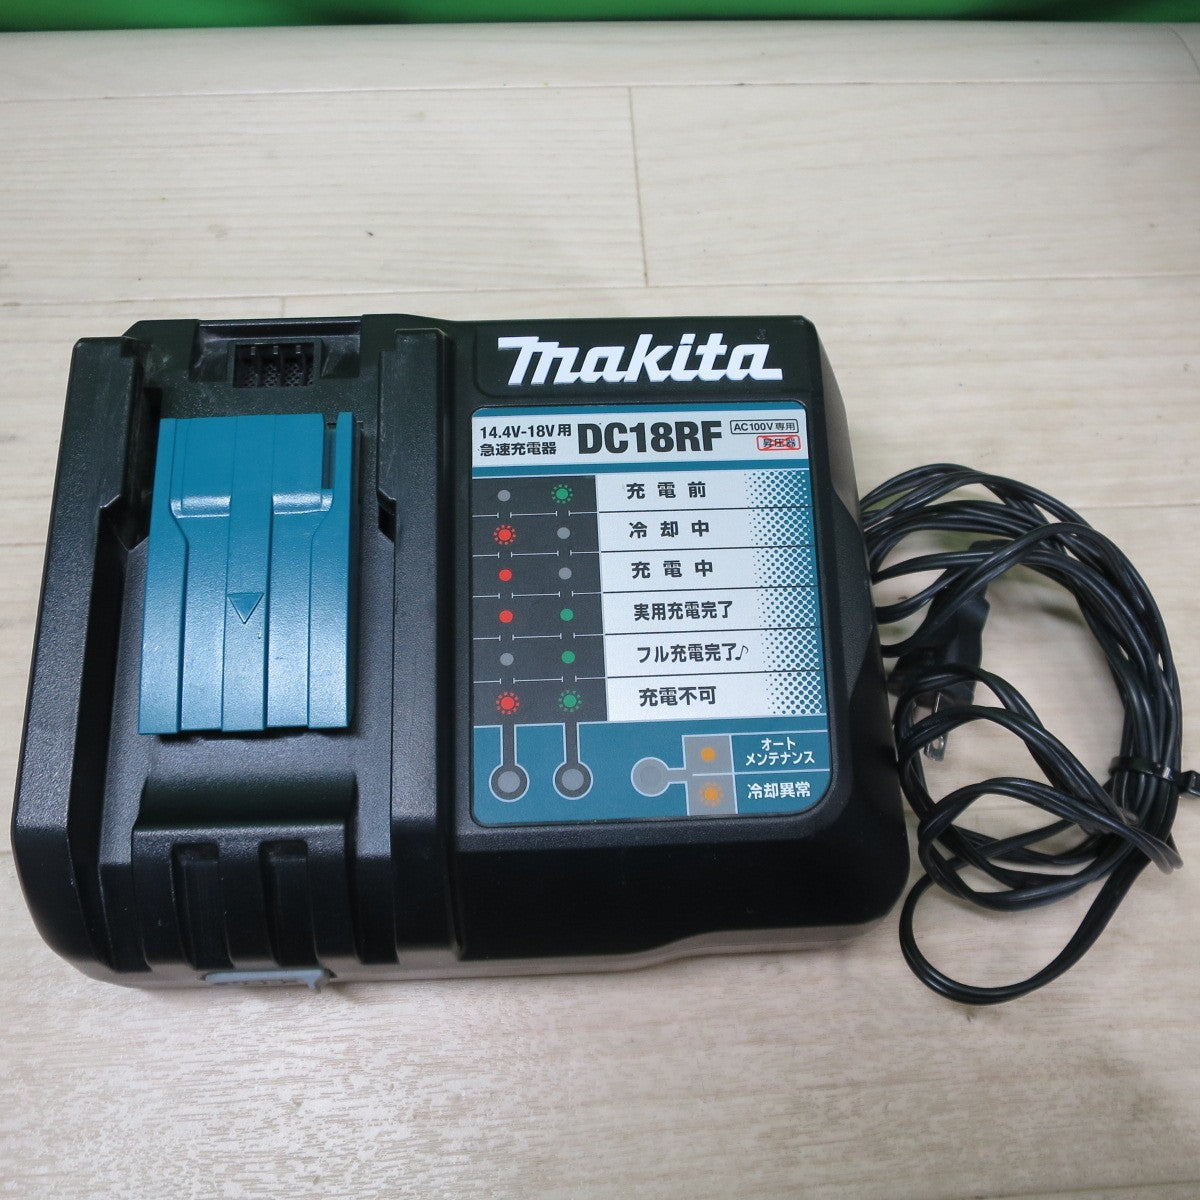 makita
14.4V-18V用
急速充電器
DC18RF
AC100V専用
昇圧器
充電前
冷却中
充電中
実用充電完了
フル充電完了♪
充電不可
オート
メンテナンス
冷却異常